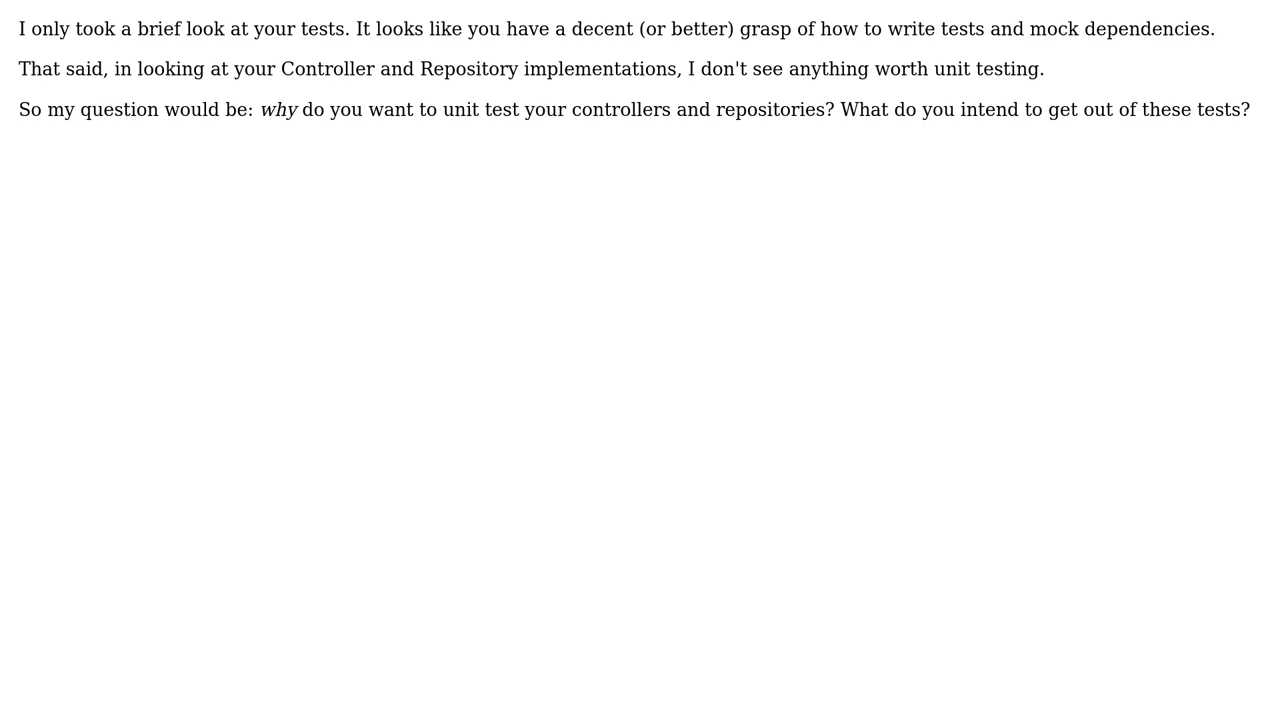 I only took a brief look at your tests. It looks like you have a decent (or better) grasp of how to write tests and mock dependencies.
That said, in looking at your Controller and Repository implementations, I don't see anything worth unit testing.
So my question would be: why do you want to unit test your controllers and repositories? What do you intend to get out of these tests?